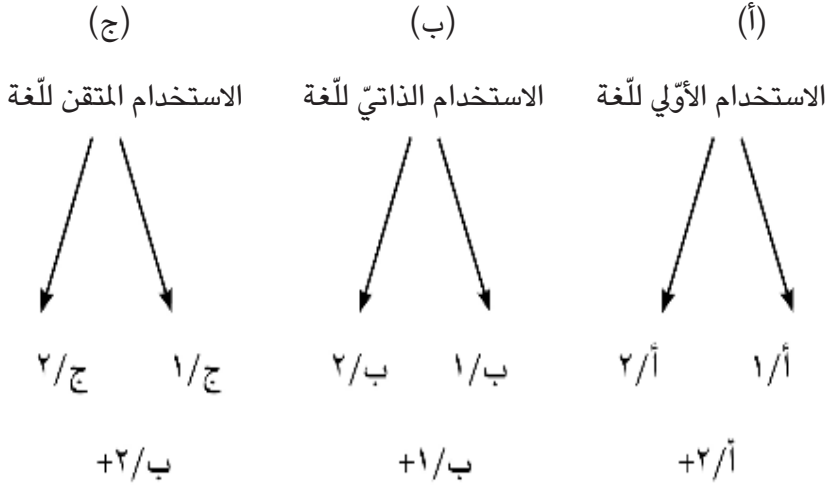 (أ) (ب) (ج)
الاستخدام الأوّلي للّغة الاستخدام الذاتيّ للّغة الاستخدام المتقن للّغة
أ/١ أ/٢ ب/١ ب/٢ ج/١ ج/٢
أ/٢+ ب/١+ ب/٢+